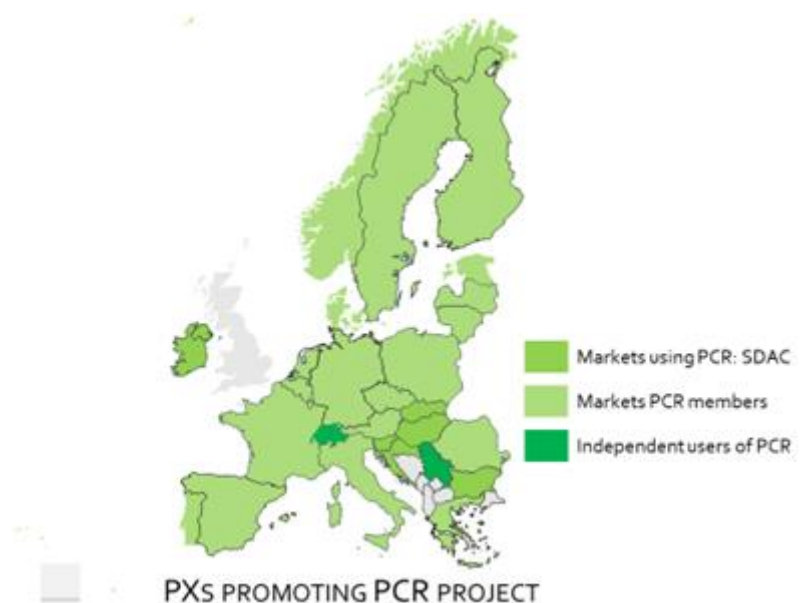 Markets using PCR: SDAC
Markets PCR members
Independent users of PCR
PXS PROMOTING PCR PROJECT